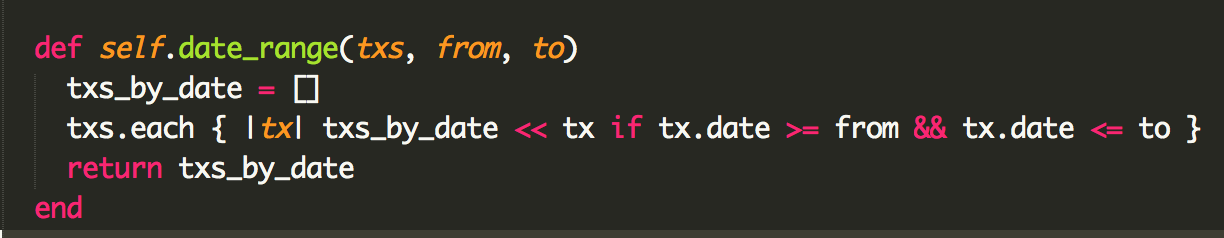 def self.date_range(txs, from, to)
  txs_by_date = []
  txs.each { |tx| txs_by_date << tx if tx.date >= from && tx.date <= to }
  return txs_by_date
end